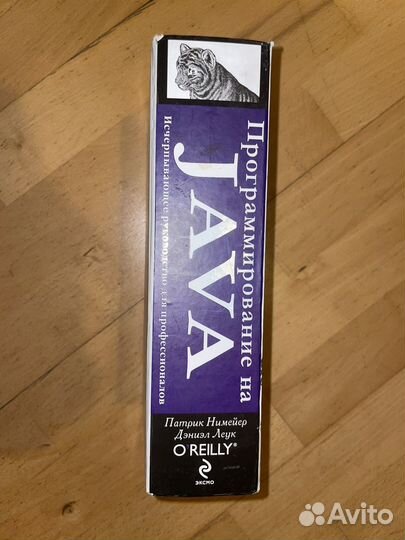 Программирование на
JAVA
Исчерпывающее руководство для профессионалов
Патрик Нимейер
Дэниэл Леук
O REILLY®
ЭКСМО
Avito